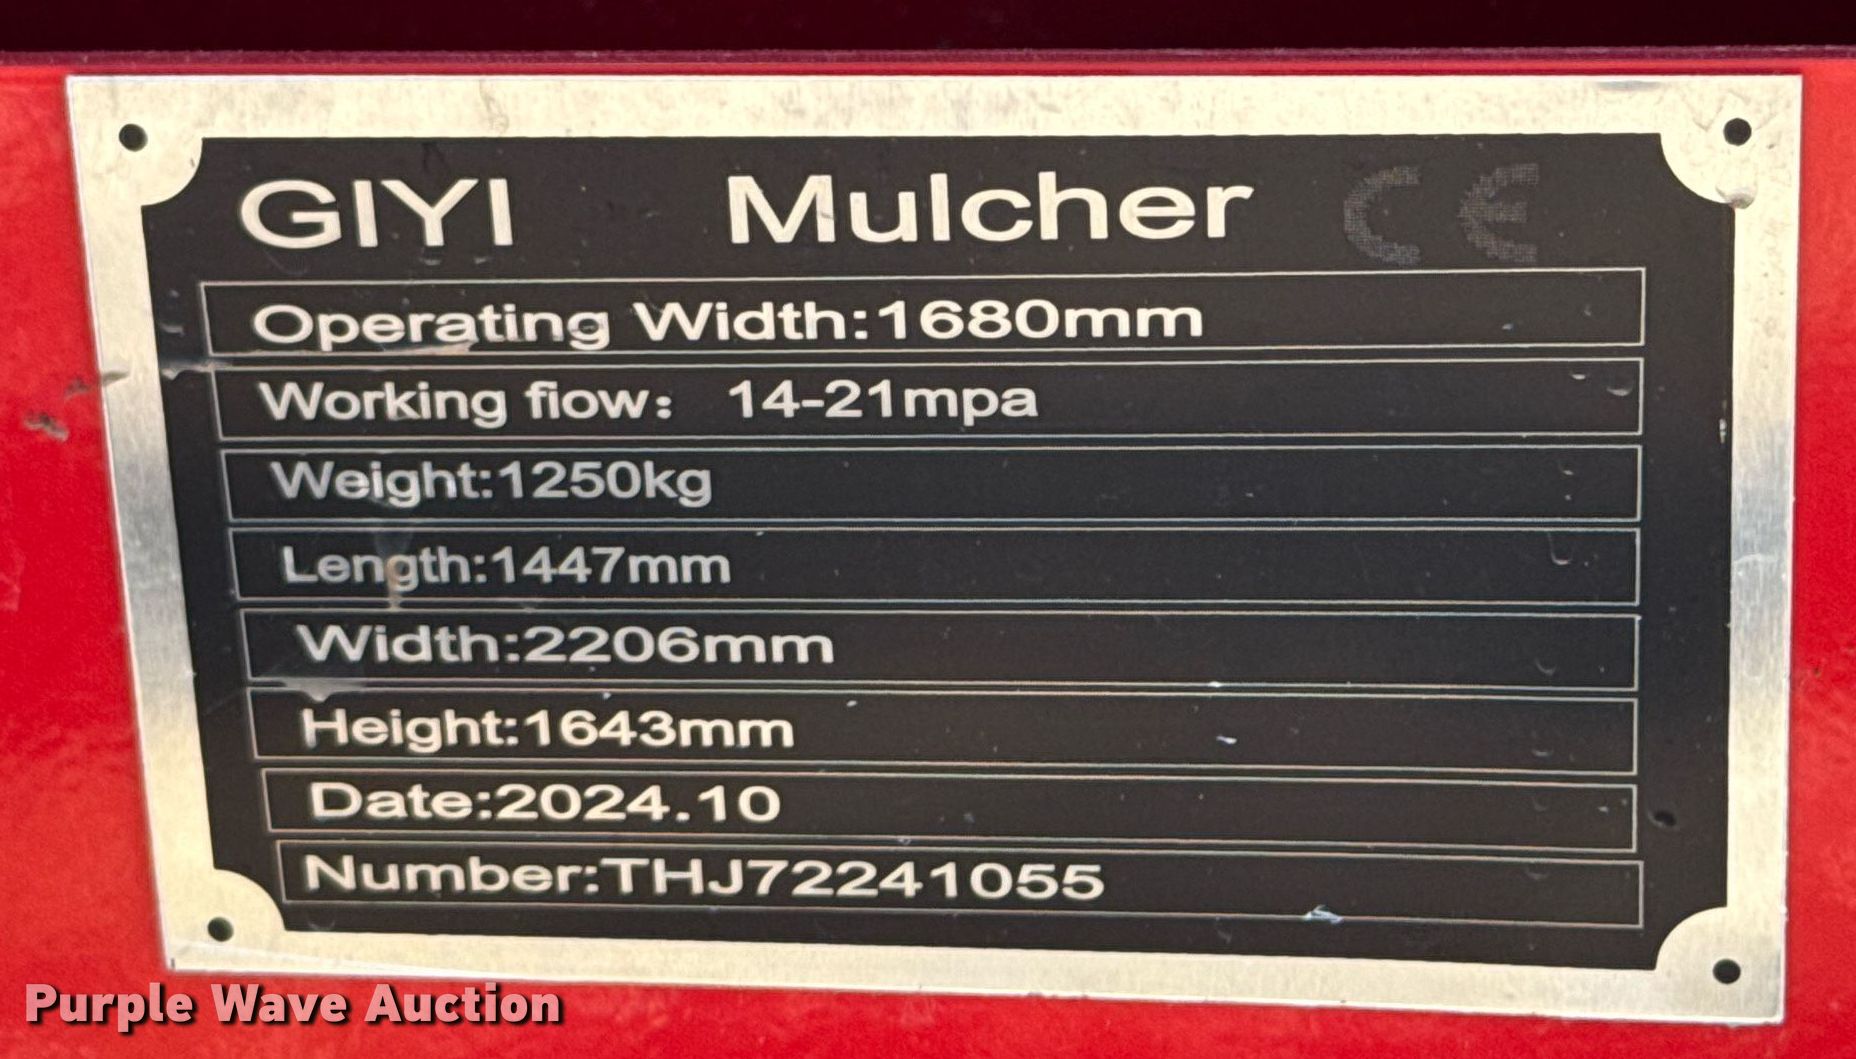 GIYI Mulcher CE
Operating Width:1680mm
Working fiow: 14-21mpa
Weight:1250kg
Length:1447mm
Width:2206mm
Height:1643mm
Date:2024.10
Number:THJ72241055
Purple Wave Auction